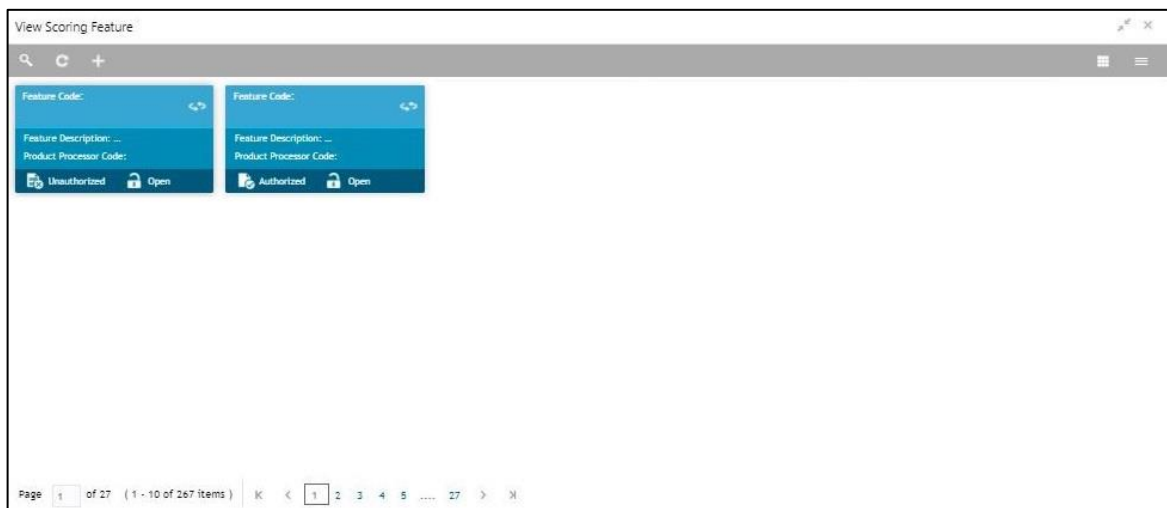 View Scoring Feature
Feature Code:
Feature Description: ...
Product Processor Code:
Unauthorized Open
Feature Code:
Feature Description: ...
Product Processor Code:
Authorized Open
Page 1 of 27 ( 1 - 10 of 267 items ) 1 2 3 4 5 .... 27